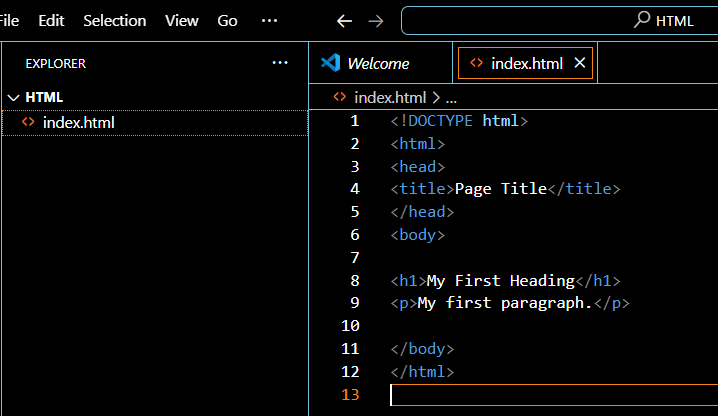 File Edit Selection View Go ··· HTML
EXPLORER ···
Welcome index.html
HTML
index.html
index.html > ...
1 <!DOCTYPE html>
2 <html>
3 <head>
4 <title>Page Title</title>
5 </head>
6 <body>
7
8 <h1>My First Heading</h1>
9 <p>My first paragraph.</p>
10
11 </body>
12 </html>
13